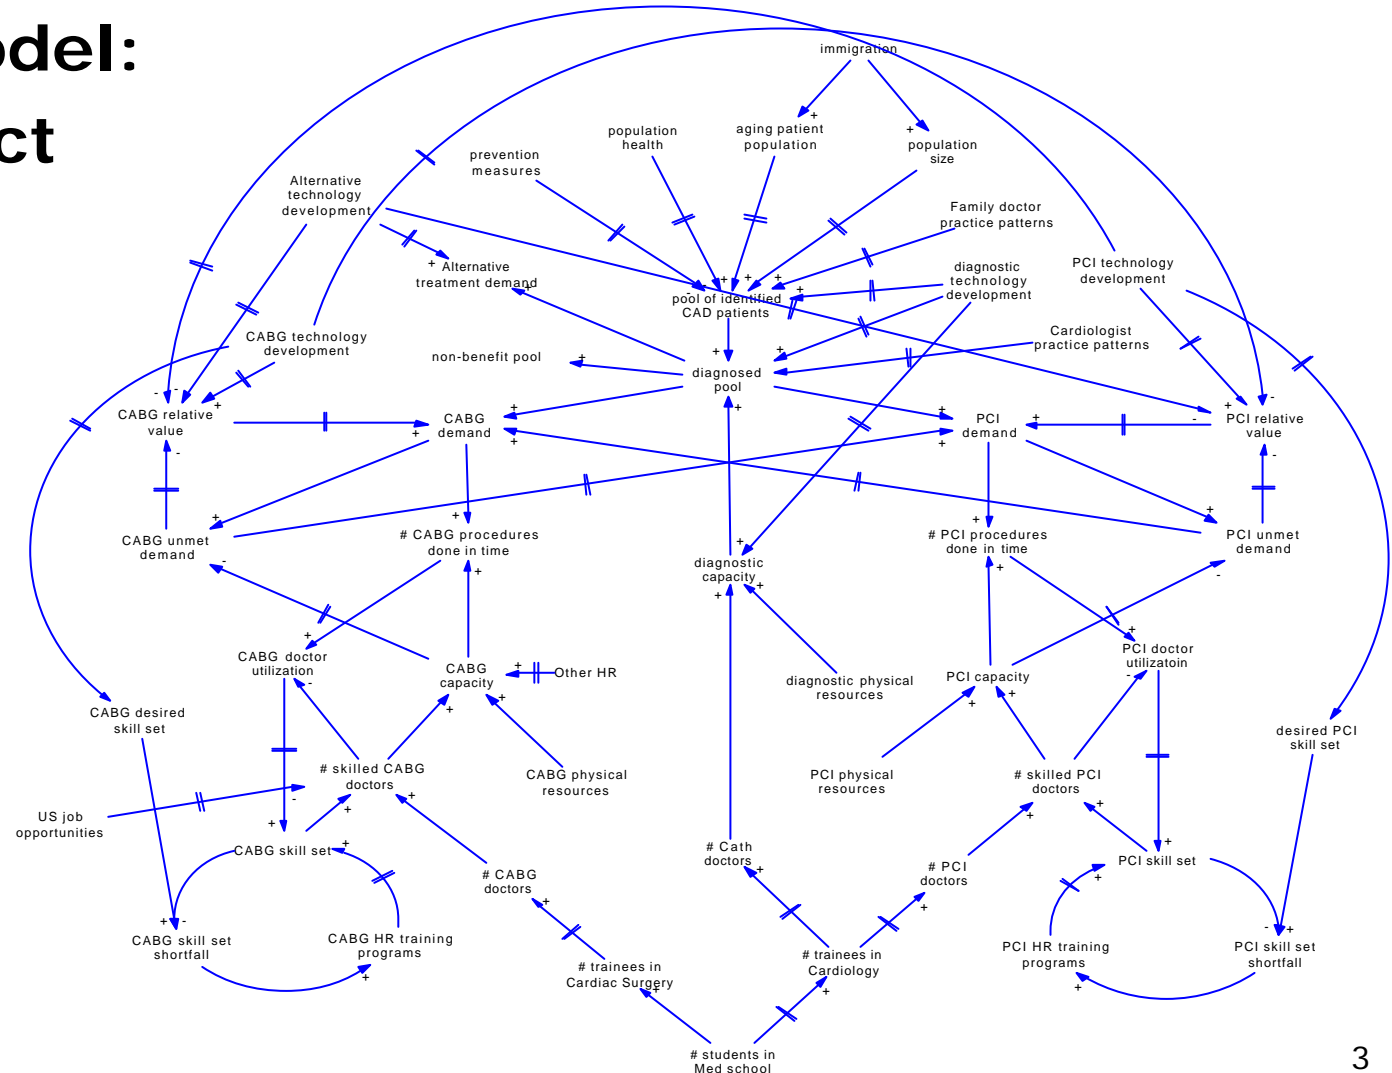 odel:
ct
immigration
population
health
aging patient
population
population
size
prevention
measures
Alternative
technology
development
Family doctor
practice patterns
Alternative
treatment demand
diagnostic
technology
development
PCI technology
development
pool of identified
CAD patients
CABG technology
development
Cardiologist
practice patterns
non-benefit pool
diagnosed
pool
CABG relative
value
CABG
demand
PCI
demand
PCI relative
value
CABG unmet
demand
# CABG procedures
done in time
# PCI procedures
done in time
PCI unmet
demand
diagnostic
capacity
CABG doctor
utilization
CABG
capacity
Other HR
diagnostic physical
resources
PCI capacity
PCI doctor
utilizatoin
CABG desired
skill set
desired PCI
skill set
# skilled CABG
doctors
CABG physical
resources
PCI physical
resources
# skilled PCI
doctors
US job
opportunities
CABG skill set
# Cath
doctors
# PCI
doctors
PCI skill set
# CABG
doctors
CABG skill set
shortfall
CABG HR training
programs
# trainees in
Cardiac Surgery
# trainees in
Cardiology
PCI HR training
programs
PCI skill set
shortfall
# students in
Med school
3